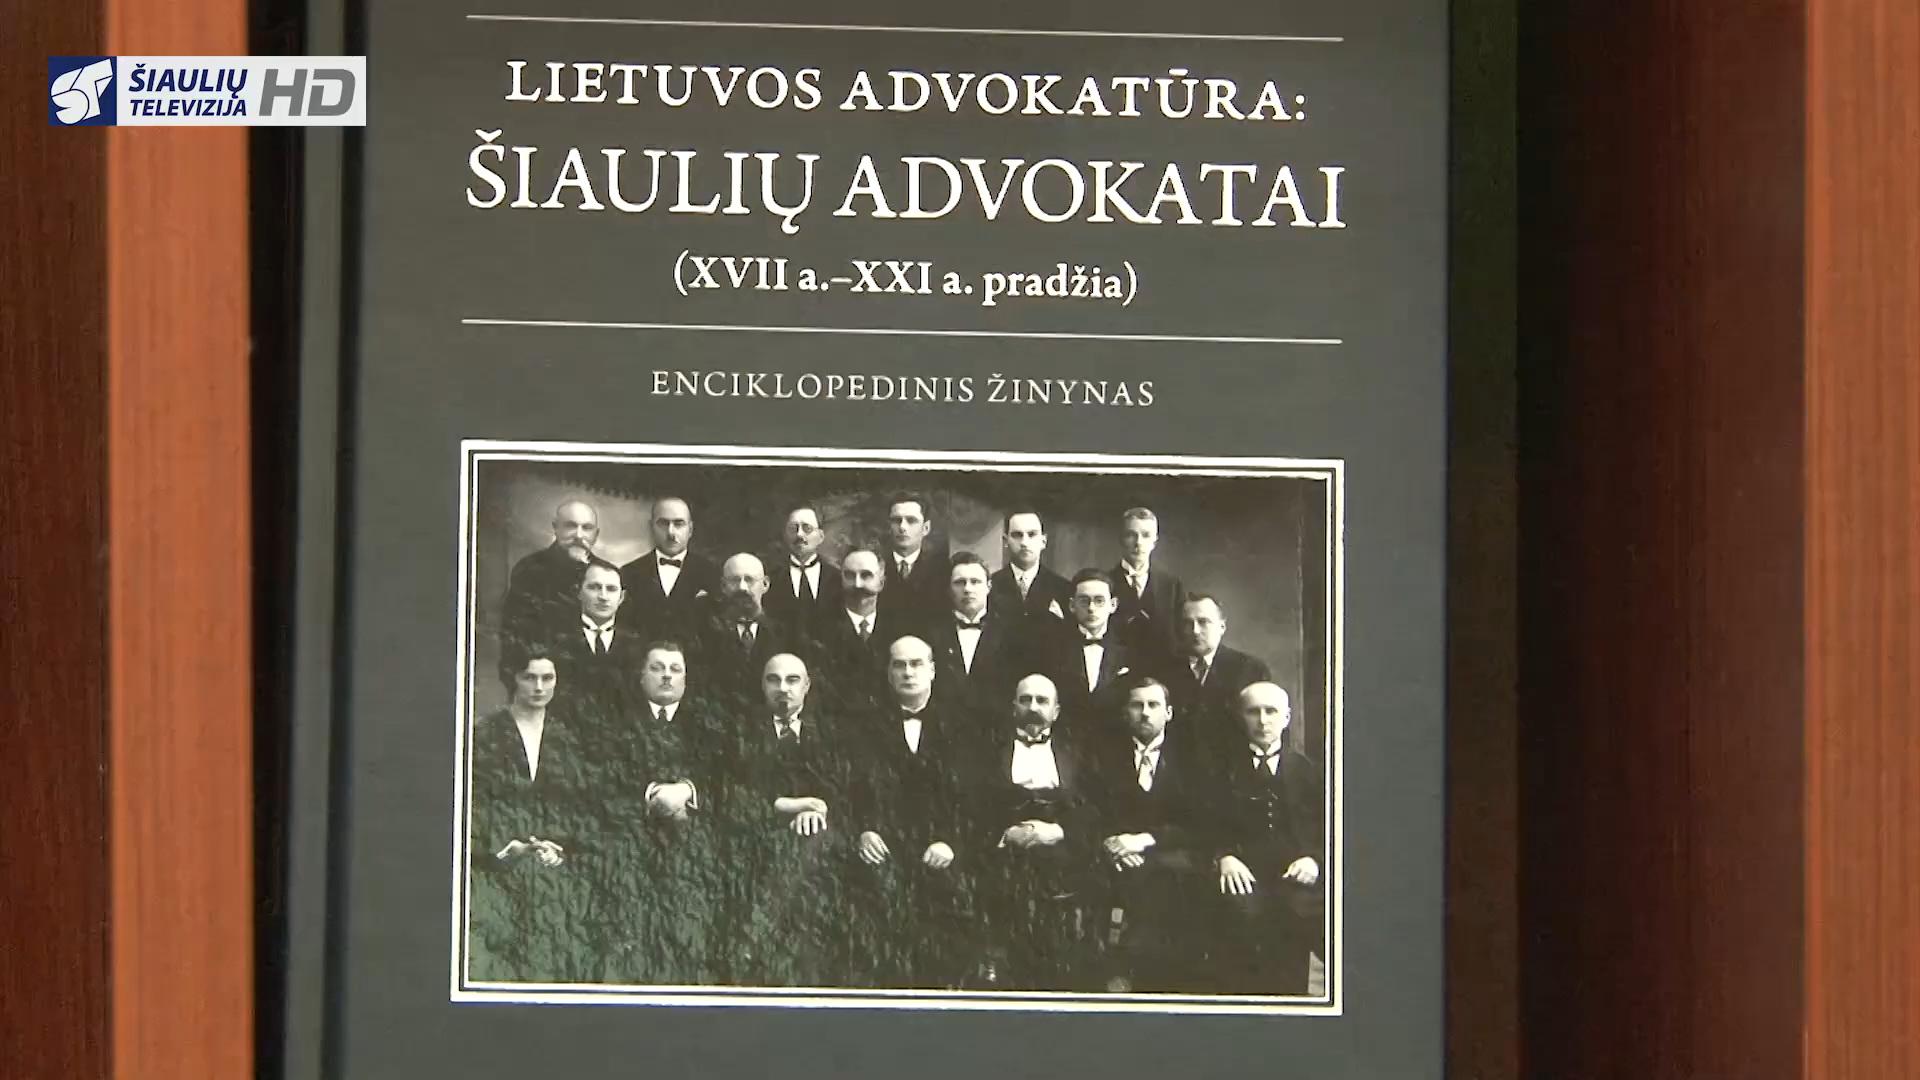 ŠIAULIŲ
TELEVIZIJA HD
LIETUVOS ADVOKATŪRA:
ŠIAULIŲ ADVOKATAI
(XVII a.–XXI a. pradžia)
ENCIKLOPEDINIS ŽINYNAS